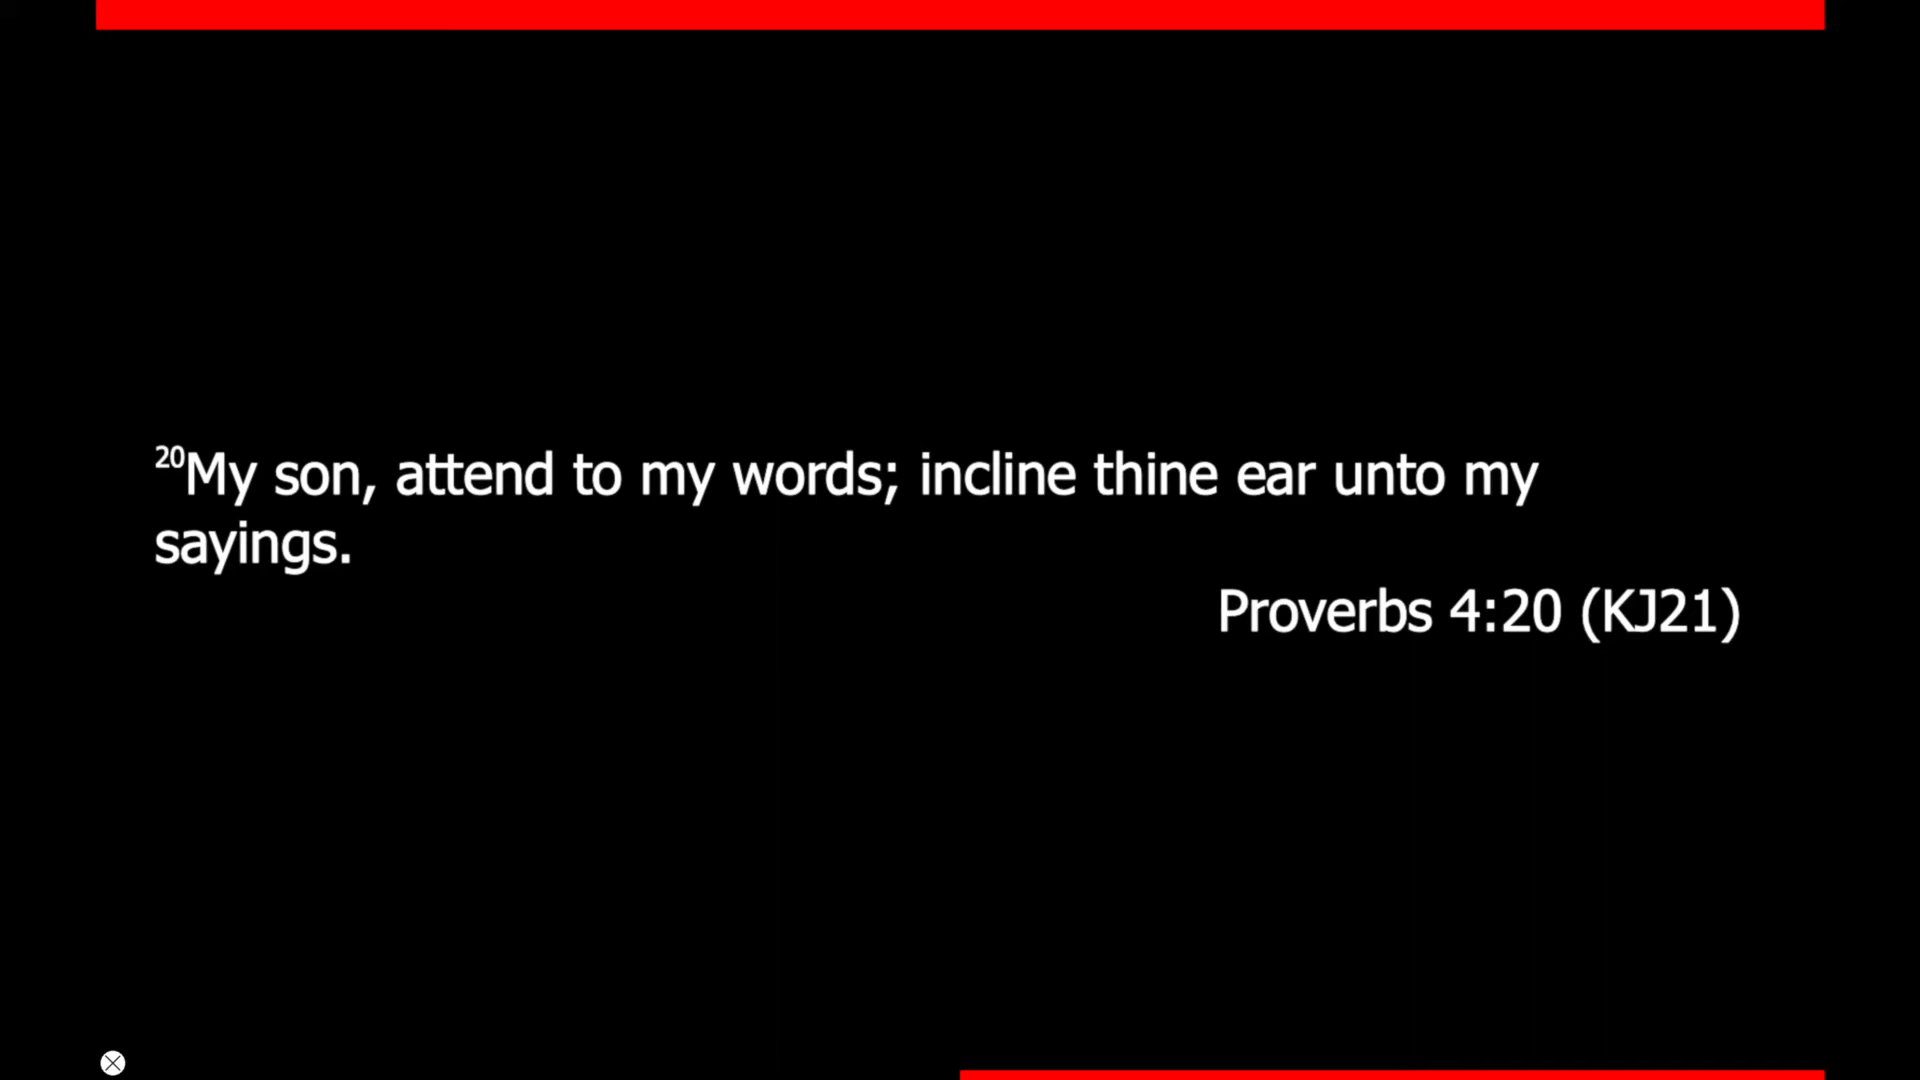 20My son, attend to my words; incline thine ear unto my
sayings.
Proverbs 4:20 (KJ21)